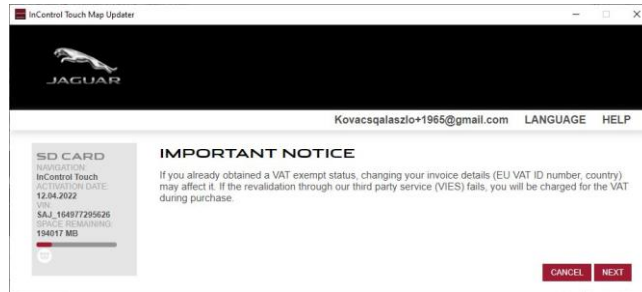 InControl Touch Map Updater
JAGUAR
Kovacsqalaszlo+1965@gmail.com LANGUAGE HELP
SD CARD
NAVIGATION:
InControl Touch
ACTIVATION DATE:
12.04.2022
VIN:
SAJ_164977295626
SPACE REMAINING:
194017 MB
IMPORTANT NOTICE
If you already obtained a VAT exempt status, changing your invoice details (EU VAT ID number, country)
may affect it. If the revalidation through our third party service (VIES) fails, you will be charged for the VAT
during purchase.
CANCEL NEXT